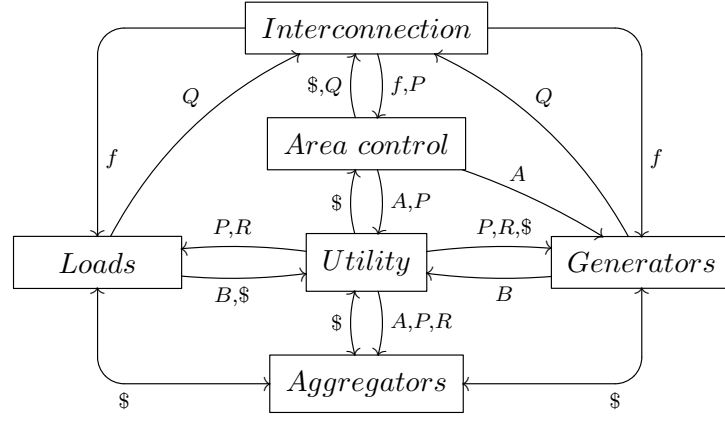 Interconnection
Q
$,Q
f,P
Q
Area control
f
A
f
$
A,P
P,R
P,R,$
Loads
Utility
Generators
B,$
B
$
A,P,R
Aggregators
$
$